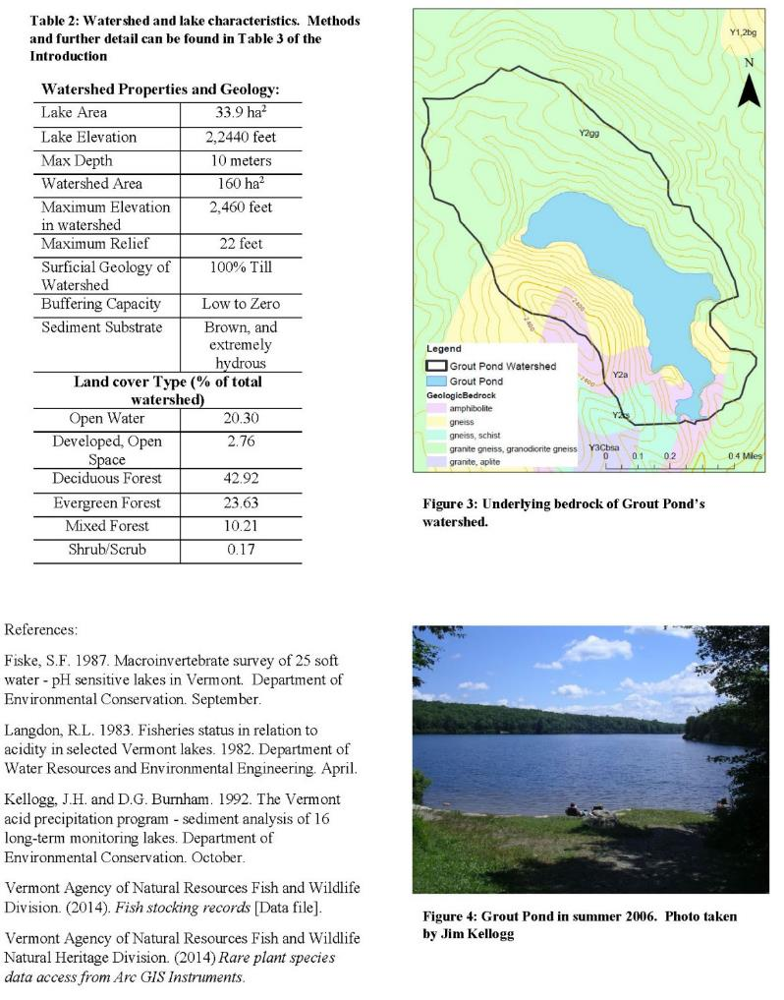 Table 2: Watershed and lake characteristics.  Methods
and further detail can be found in Table 3 of the
Introduction
Watershed Properties and Geology:
Lake Area 33.9 ha²
Lake Elevation 2,2440 feet
Max Depth 10 meters
Watershed Area 160 ha²
Maximum Elevation 2,460 feet
in watershed
Maximum Relief 22 feet
Surficial Geology of 100% Till
Watershed
Buffering Capacity Low to Zero
Sediment Substrate Brown, and
extremely
hydrous
Land cover Type (% of total
watershed)
Open Water 20.30
Developed, Open 2.76
Space
Deciduous Forest 42.92
Evergreen Forest 23.63
Mixed Forest 10.21
Shrub/Scrub 0.17
Y1,2bg
N
Y2gg
2400
2400
2400
Y2a
Y2cs
Y3Cbsa
Legend
Grout Pond Watershed
Grout Pond
GeologicBedrock
amphibolite
gneiss
gneiss, schist
granite gneiss, granodiorite gneiss
granite, aplite
0 0.1 0.2 0.4 Miles
Figure 3: Underlying bedrock of Grout Pond's
watershed.
References:
Fiske, S.F. 1987. Macroinvertebrate survey of 25 soft
water - pH sensitive lakes in Vermont.  Department of
Environmental Conservation. September.
Langdon, R.L. 1983. Fisheries status in relation to
acidity in selected Vermont lakes. 1982. Department of
Water Resources and Environmental Engineering. April.
Kellogg, J.H. and D.G. Burnham. 1992. The Vermont
acid precipitation program - sediment analysis of 16
long-term monitoring lakes. Department of
Environmental Conservation. October.
Vermont Agency of Natural Resources Fish and Wildlife
Division. (2014). Fish stocking records [Data file].
Vermont Agency of Natural Resources Fish and Wildlife
Natural Heritage Division. (2014) Rare plant species
data access from Arc GIS Instruments.
Figure 4: Grout Pond in summer 2006.  Photo taken
by Jim Kellogg